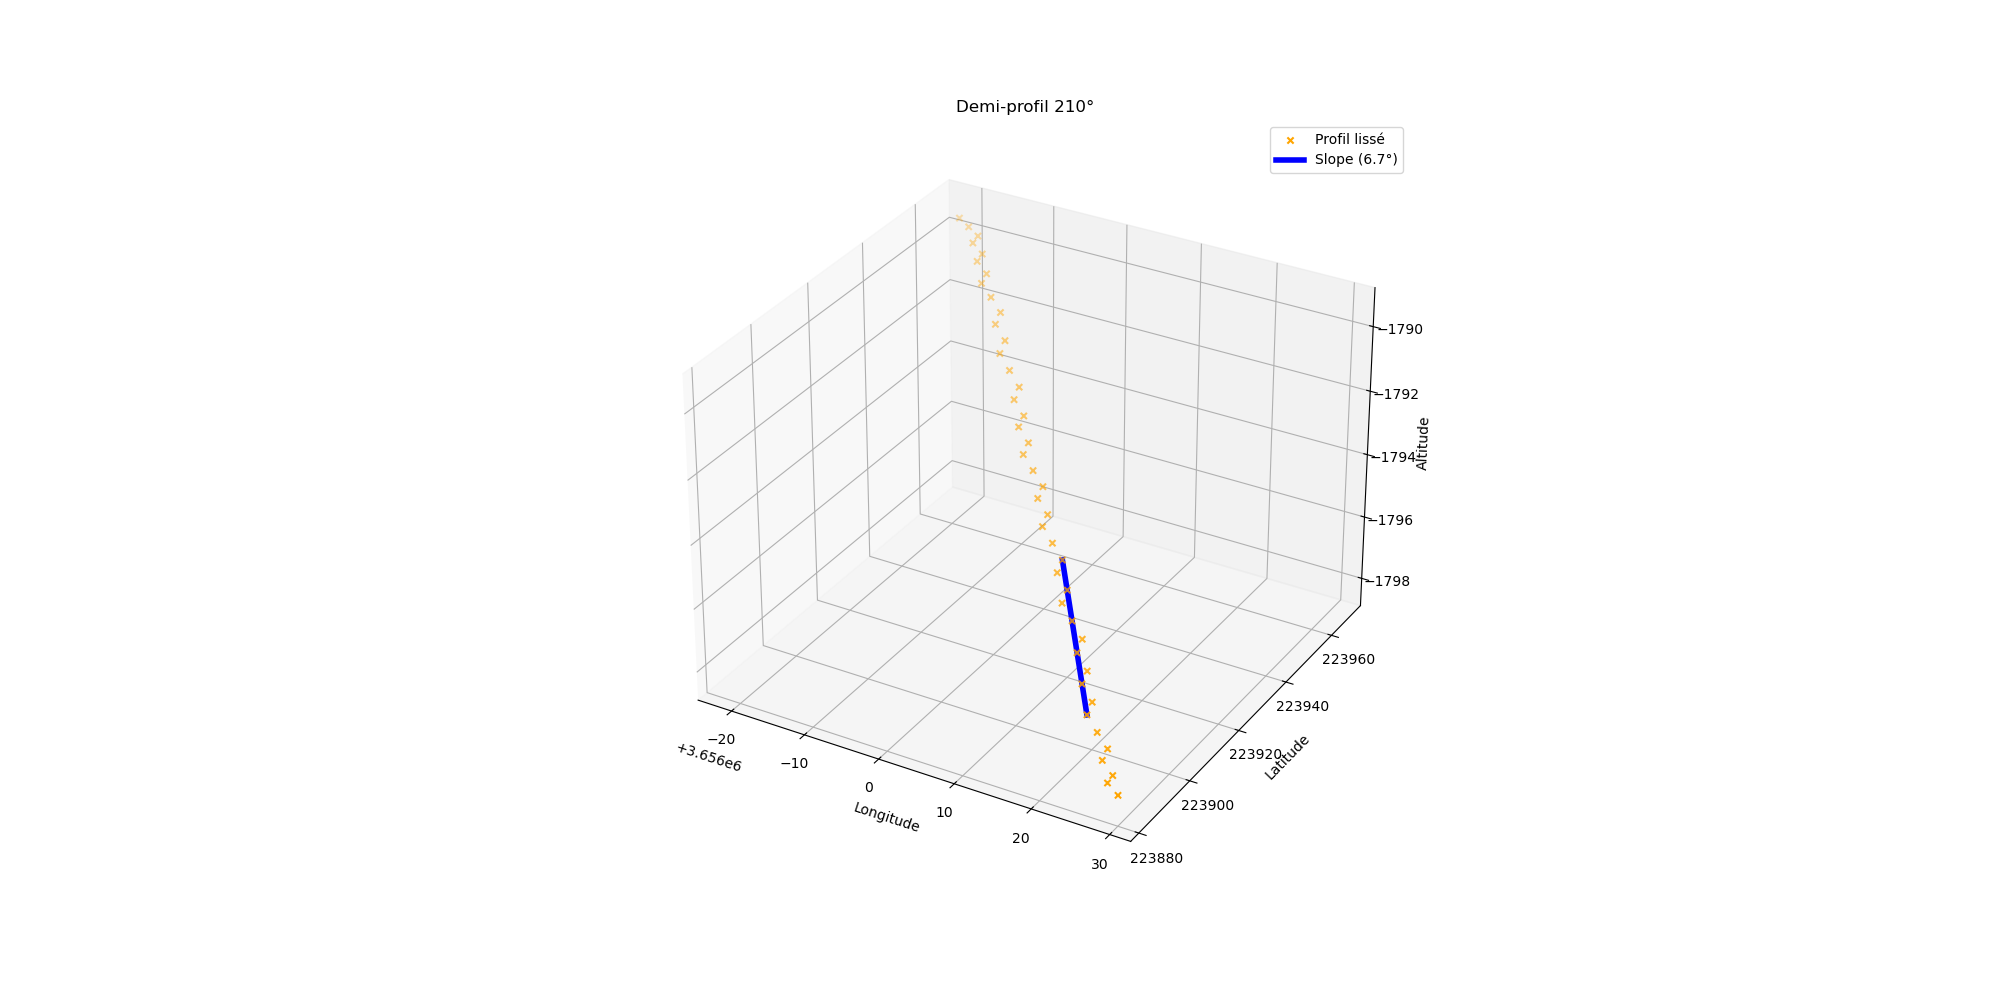 Demi-profil 210°
Profil lissé
Slope (6.7°)
−1790
−1792
−1794
−1796
−1798
Altitude
223960
223940
223920
223900
223880
Latitude
−20
−10
0
10
20
30
+3.656e6
Longitude